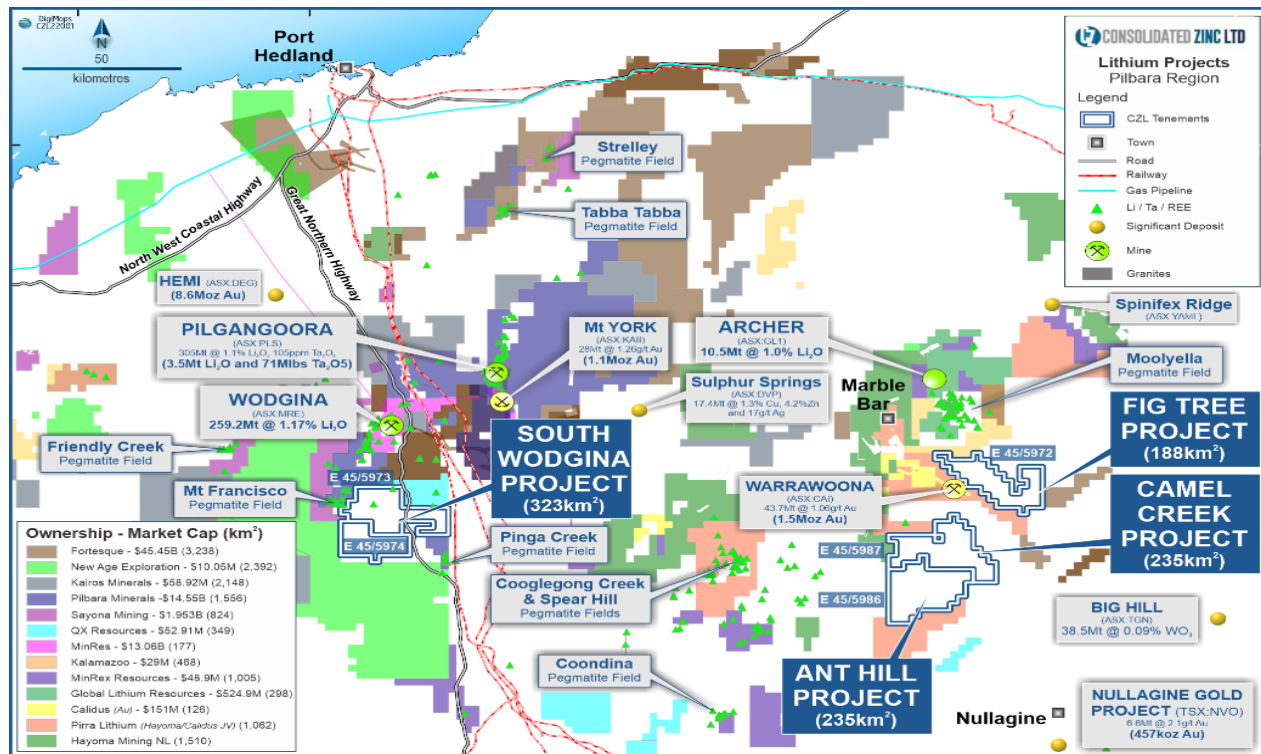 DigiMaps
CZL22001
N
50
kilometres
Port
Hedland
CONSOLIDATED ZINC LTD
Lithium Projects
Pilbara Region
Legend
CZL Tenements
Town
Road
Railway
Gas Pipeline
Li / Ta / REE
Significant Deposit
Mine
Granites
Strelley
Pegmatite Field
Tabba Tabba
Pegmatite Field
North West Coastal Highway
Great Northern Highway
HEMI (ASX:DEG)
(8.6Moz Au)
PILGANGOORA
(ASX:PLS)
305Mt @ 1.1% Li₂O, 105ppm Ta₂O,
(3.5Mt Li₂O and 71Mlbs Ta₂O5)
Mt YORK
(ASX:KAI)
28Mt @ 1.26g/t Au
(1.1Moz Au)
ARCHER
(ASX:GL1)
10.5Mt @ 1.0% Li₂O
Spinifex Ridge
Moolyella
Pegmatite Field
Marble
Bar
Sulphur Springs
(ASX:DVP)
17.4Mt @ 1.3% Cu, 4.2%Zn
and 17g/t Ag
WODGINA
(ASX:MRE)
259.2Mt @ 1.17% Li₂O
Friendly Creek
Pegmatite Field
E 45/5973
Mt Francisco
Pegmatite Field
E 45/5974
SOUTH
WODGINA
PROJECT
(323km²)
FIG TREE
PROJECT
(188km²)
E 45/5972
WARRAWOONA
(ASX:CAI)
43.7Mt @ 1.06g/t Au
(1.5Moz Au)
CAMEL
CREEK
PROJECT
(235km²)
E 45/5987
E 45/5986
Pinga Creek
Pegmatite Field
Cooglegong Creek
& Spear Hill
Pegmatite Fields
BIG HILL
(ASX:TGN)
38.5Mt @ 0.09% WO₃
Coondina
Pegmatite Field
ANT HILL
PROJECT
(235km²)
Nullagine
NULLAGINE GOLD
PROJECT (TSX:NVO)
6.6Mt @ 2.1g/t Au
(457koz Au)
Ownership - Market Cap (km²)
Fortesque - $45.45B (3,238)
New Age Exploration - $10.05M (2,392)
Kairos Minerals - $58.92M (2,148)
Pilbara Minerals -$14.55B (1,556)
Sayona Mining - $1.953B (824)
QX Resources - $52.91M (349)
MinRes - $13.06B (177)
Kalamazoo - $29M (468)
MinRex Resources - $48.9M (1,005)
Global Lithium Resources - $524.9M (298)
Calidus (Au) - $151M (126)
Pirra Lithium (Hayoma/Calidus JV) (1,062)
Hayoma Mining NL (1,510)